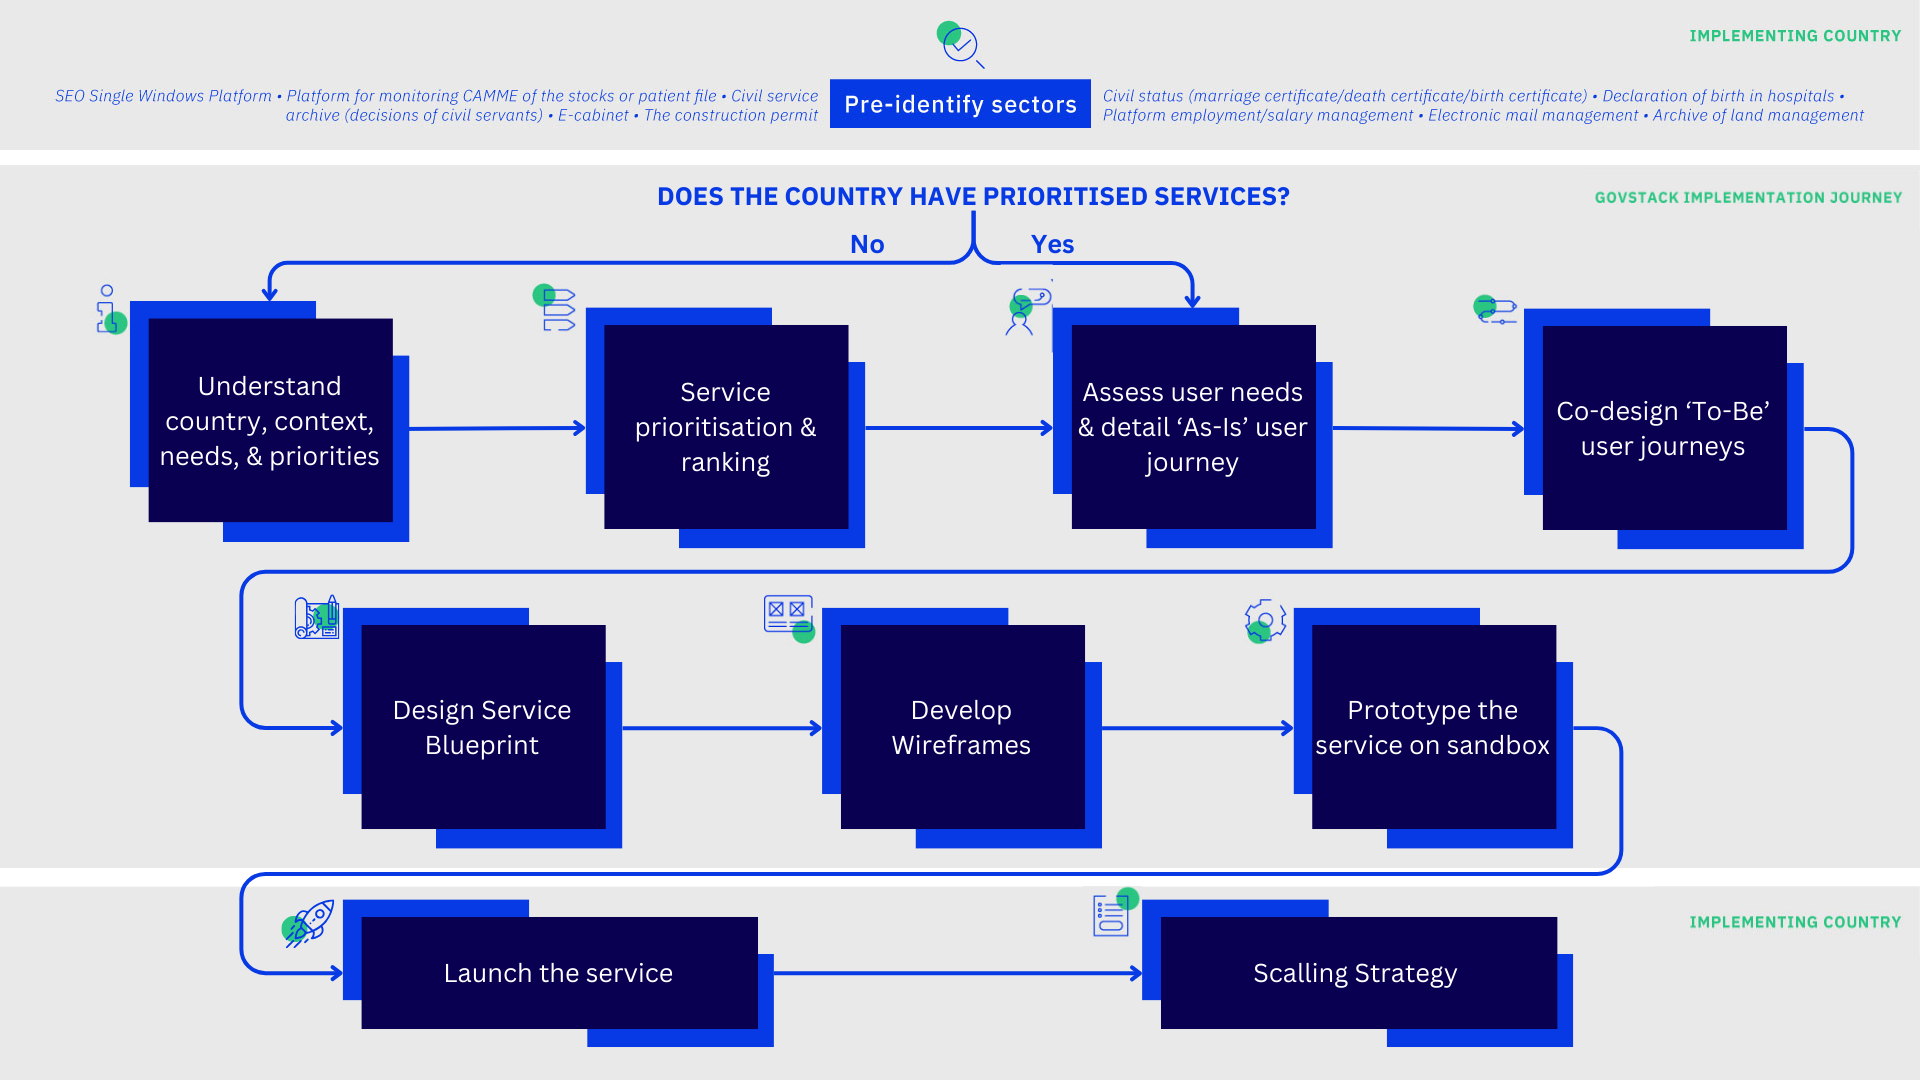 IMPLEMENTING COUNTRY
SEO Single Windows Platform • Platform for monitoring CAMME of the stocks or patient file • Civil service
archive (decisions of civil servants) • E-cabinet • The construction permit
Pre-identify sectors
Civil status (marriage certificate/death certificate/birth certificate) • Declaration of birth in hospitals •
Platform employment/salary management • Electronic mail management • Archive of land management
DOES THE COUNTRY HAVE PRIORITISED SERVICES?
GOVSTACK IMPLEMENTATION JOURNEY
No
Yes
Understand
country, context,
needs, & priorities
Service
prioritisation &
ranking
Assess user needs
& detail ‘As-Is’ user
journey
Co-design ‘To-Be’
user journeys
Design Service
Blueprint
Develop
Wireframes
Prototype the
service on sandbox
IMPLEMENTING COUNTRY
Launch the service
Scalling Strategy